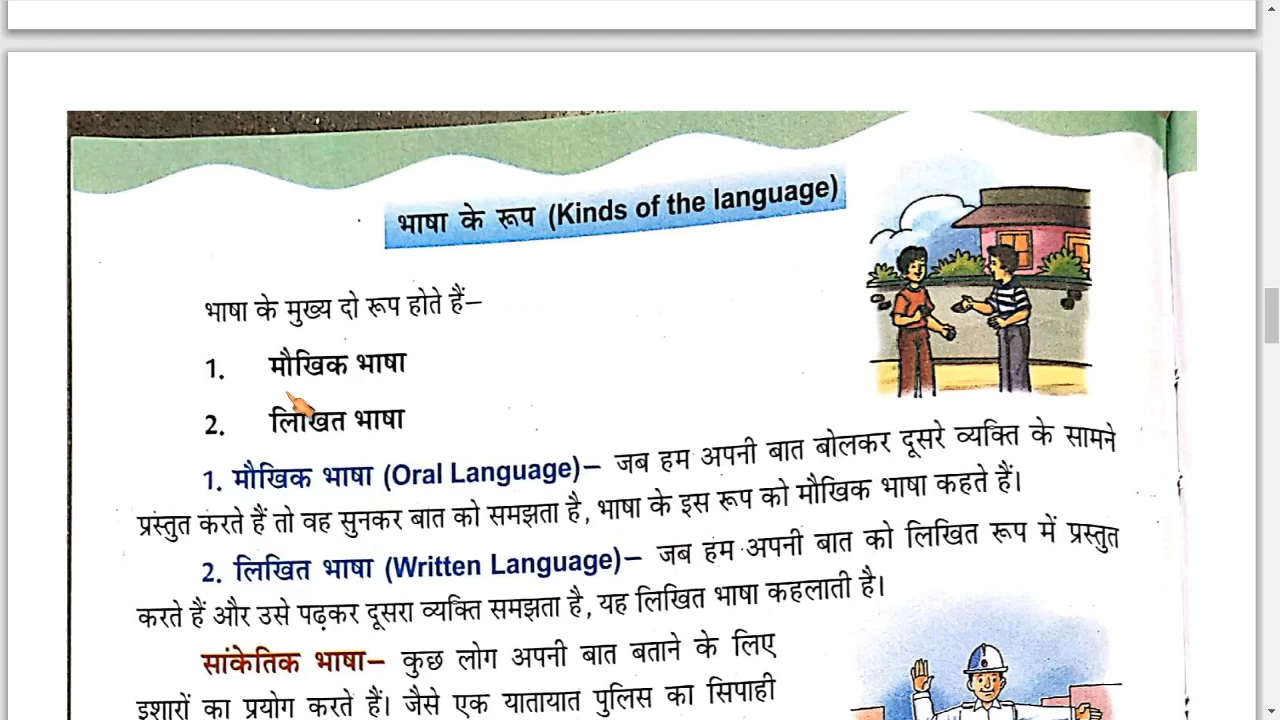 भाषा के रूप (Kinds of the language)
भाषा के मुख्य दो रूप होते हैं–
1. मौखिक भाषा
2. लिखित भाषा
1. मौखिक भाषा (Oral Language)– जब हम अपनी बात बोलकर दूसरे व्यक्ति के सामने
प्रस्तुत करते हैं तो वह सुनकर बात को समझता है, भाषा के इस रूप को मौखिक भाषा कहते हैं।
2. लिखित भाषा (Written Language)– जब हम अपनी बात को लिखित रूप में प्रस्तुत
करते हैं और उसे पढ़कर दूसरा व्यक्ति समझता है, यह लिखित भाषा कहलाती है।
सांकेतिक भाषा– कुछ लोग अपनी बात बताने के लिए
इशारों का प्रयोग करते हैं। जैसे एक यातायात पुलिस का सिपाही